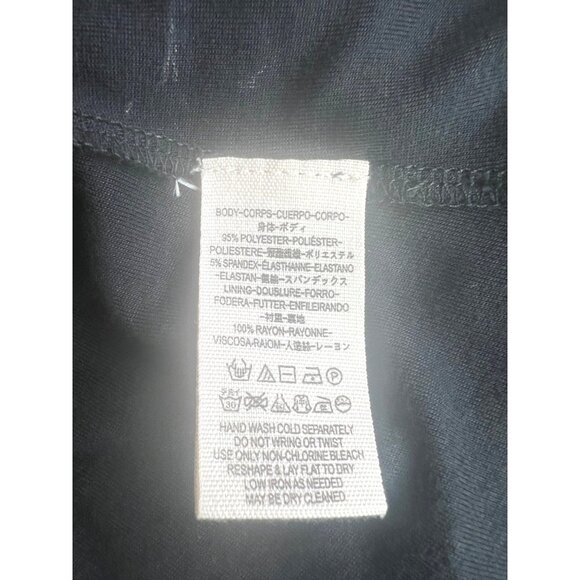 BODY-CORPS-CUERPO-CORPO-
身体-ボディ
95% POLYESTER-POLIÉSTER-
POLIESTERE-聚酯纖維-ポリエステル
5% SPANDEX-ÉLASTHANNE-ELASTANO
-ELASTAN-氨綸-スパンデックス
LINING-DOUSLURE-FORRO-
FODERA-FUTTER-ENFILEIRANDO
-衬里-裏地
100% RAYON-RAYONNE-
VISCOSA-RAIOM-人造絲-レーヨン
P
30
HAND WASH COLD SEPARATELY
DO NOT WRING OR TWIST
USE ONLY NON-CHLORINE BLEACH
RESHAPE & LAY FLAT TO DRY
LOW IRON AS NEEDED
MAY BE DRY CLEANED